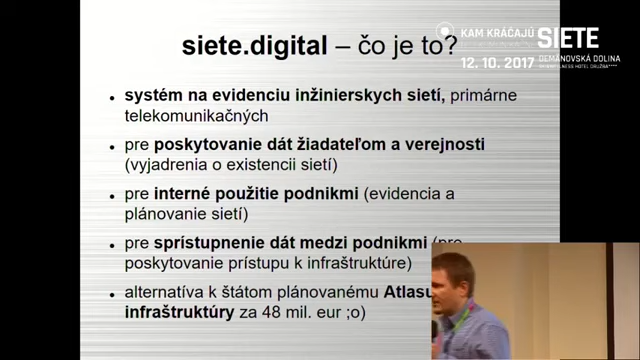 siete.digital – čo je to?
KAM KRÁČAJÚ
SIETE
12. 10. 2017
DEMÄNOVSKÁ DOLINA
systém na evidenciu inžinierskych sietí, primárne
telekomunikačných
pre poskytovanie dát žiadateľom a verejnosti
(vyjadrenia o existencii sietí)
pre interné použitie podnikmi (evidencia a
plánovanie sietí)
pre sprístupnenie dát medzi podnikmi (pre
poskytovanie prístupu k infraštruktúre)
alternatíva k štátom plánovanému Atlasu
infraštruktúry za 48 mil. eur ;o)